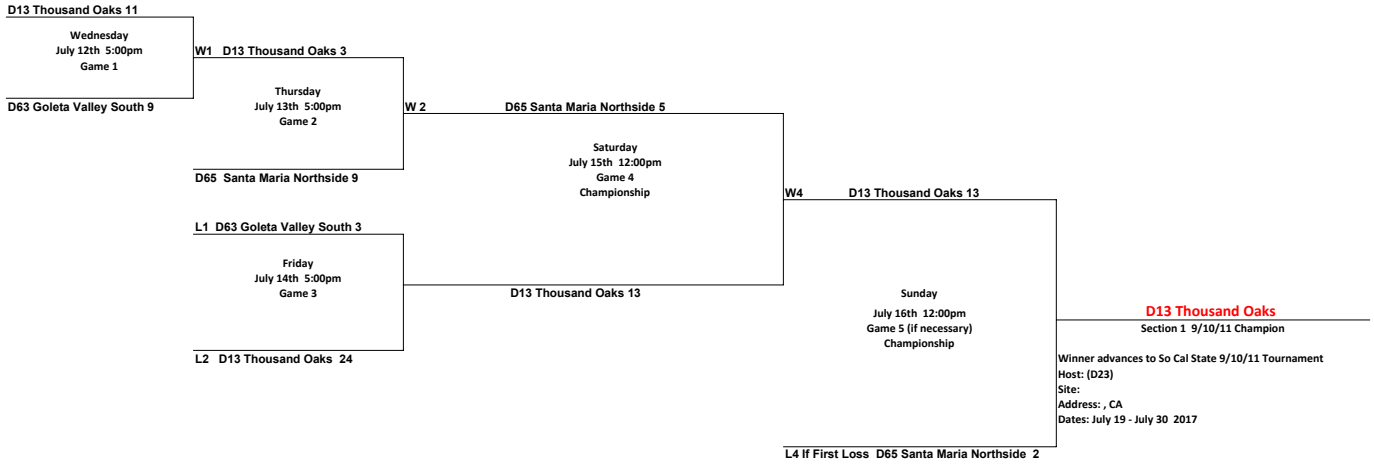 D13 Thousand Oaks 11
Wednesday
July 12th 5:00pm
Game 1
D63 Goleta Valley South 9
W1 D13 Thousand Oaks 3
Thursday
July 13th 5:00pm
Game 2
D65 Santa Maria Northside 9
L1 D63 Goleta Valley South 3
Friday
July 14th 5:00pm
Game 3
L2 D13 Thousand Oaks 24
W 2 D65 Santa Maria Northside 5
Saturday
July 15th 12:00pm
Game 4
Championship
D13 Thousand Oaks 13
W4 D13 Thousand Oaks 13
Sunday
July 16th 12:00pm
Game 5 (if necessary)
Championship
L4 If First Loss D65 Santa Maria Northside 2
D13 Thousand Oaks
Section 1 9/10/11 Champion
Winner advances to So Cal State 9/10/11 Tournament
Host: (D23)
Site:
Address: , CA
Dates: July 19 - July 30 2017